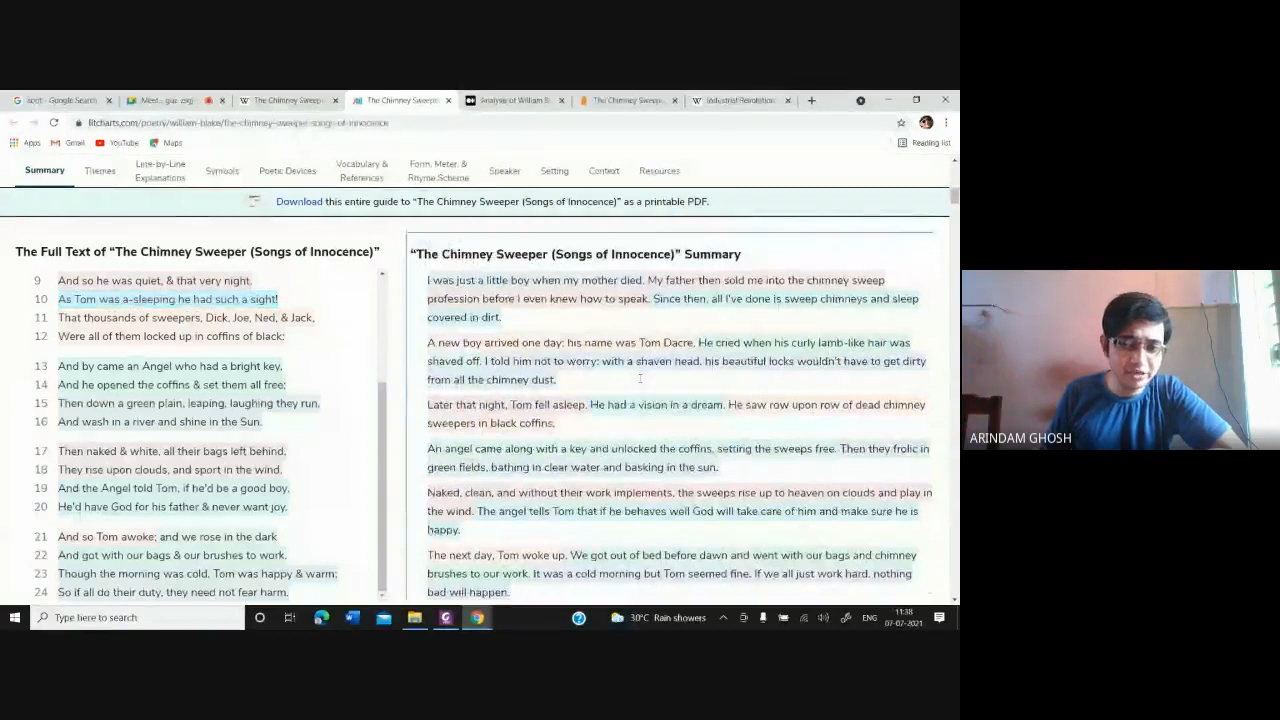 soot - Google Search
The Chimney Sweepe
The Chimney Sweepe
Analysis of William B
The Chimney Sweep
Industrial Revolution
litcharts.com/poetry/william-blake/the-chimney-sweeper-songs-of-innocence
Apps Gmail YouTube Maps Reading list
Summary Themes Line-by-Line Explanations Symbols Poetic Devices Vocabulary & References Form, Meter, & Rhyme Scheme Speaker Setting Context Resources
Download this entire guide to “The Chimney Sweeper (Songs of Innocence)” as a printable PDF.
The Full Text of “The Chimney Sweeper (Songs of Innocence)”
9 And so he was quiet, & that very night,
10 As Tom was a-sleeping he had such a sight!
11 That thousands of sweepers, Dick, Joe, Ned, & Jack,
12 Were all of them locked up in coffins of black;
13 And by came an Angel who had a bright key,
14 And he opened the coffins & set them all free;
15 Then down a green plain, leaping, laughing they run,
16 And wash in a river and shine in the Sun.
17 Then naked & white, all their bags left behind,
18 They rise upon clouds, and sport in the wind.
19 And the Angel told Tom, if he'd be a good boy,
20 He'd have God for his father & never want joy.
21 And so Tom awoke; and we rose in the dark
22 And got with our bags & our brushes to work.
23 Though the morning was cold, Tom was happy & warm;
24 So if all do their duty, they need not fear harm.
“The Chimney Sweeper (Songs of Innocence)” Summary
I was just a little boy when my mother died. My father then sold me into the chimney sweep
profession before I even knew how to speak. Since then, all I've done is sweep chimneys and sleep
covered in dirt.
A new boy arrived one day; his name was Tom Dacre. He cried when his curly lamb-like hair was
shaved off. I told him not to worry: with a shaven head, his beautiful locks wouldn't have to get dirty
from all the chimney dust.
Later that night, Tom fell asleep. He had a vision in a dream. He saw row upon row of dead chimney
sweepers in black coffins.
An angel came along with a key and unlocked the coffins, setting the sweeps free. Then they frolic in
green fields, bathing in clear water and basking in the sun.
Naked, clean, and without their work implements, the sweeps rise up to heaven on clouds and play in
the wind. The angel tells Tom that if he behaves well God will take care of him and make sure he is
happy.
The next day, Tom woke up. We got out of bed before dawn and went with our bags and chimney
brushes to our work. It was a cold morning but Tom seemed fine. If we all just work hard, nothing
bad will happen.
ARINDAM GHOSH
Type here to search
30°C Rain showers
ENG
11:38
07-07-2021